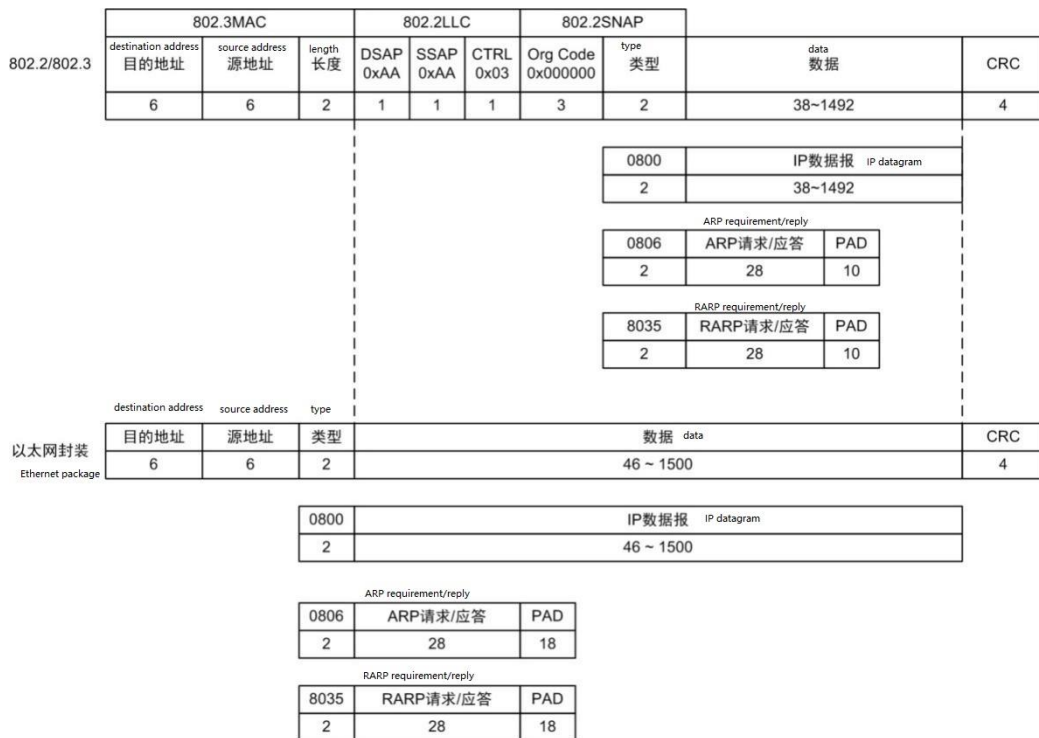 802.3MAC 802.2LLC 802.2SNAP
destination address source address length type data
802.2/802.3 目的地址 源地址 长度 DSAP 0xAA SSAP 0xAA CTRL 0x03 Org Code 0x000000 类型 数据 CRC
6 6 2 1 1 1 3 2 38~1492 4
0800 IP数据报 IP datagram
2 38~1492
ARP requirement/reply
0806 ARP请求/应答 PAD
2 28 10
RARP requirement/reply
8035 RARP请求/应答 PAD
2 28 10
destination address source address type
以太网封装 目的地址 源地址 类型 数据 data CRC
Ethernet package 6 6 2 46 ~ 1500 4
0800 IP数据报 IP datagram
2 46 ~ 1500
ARP requirement/reply
0806 ARP请求/应答 PAD
2 28 18
RARP requirement/reply
8035 RARP请求/应答 PAD
2 28 18